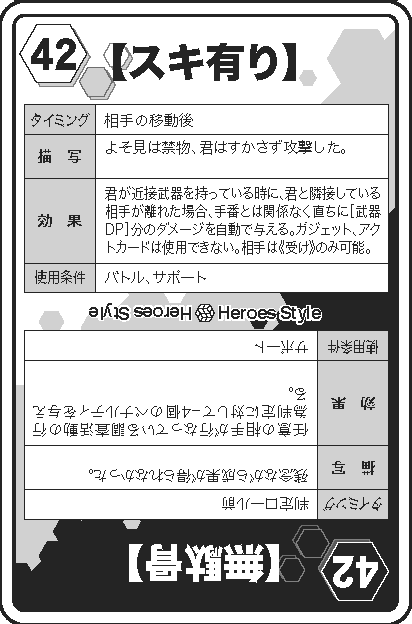 42
【スキ有り】
タイミング 相手の移動後
描写 よそ見は禁物、君はすかさず攻撃した。
効果 君が近接武器を持っている時に、君と隣接している
相手が離れた場合、手番とは関係なく直ちに[武器
DP]分のダメージを自動で与える。ガジェット、アク
トカードは使用できない。相手は《受け》のみ可能。
使用条件 バトル、サポート
Heroes Style Heroes Style
42
【無駄骨】
タイミング 判定ロール前
描写 残念ながら成果が得られなかった。
効果 任意の相手が行なっている調査活動の行
為判定に対して-4個のペナルティを与え
る。
使用条件 サポート